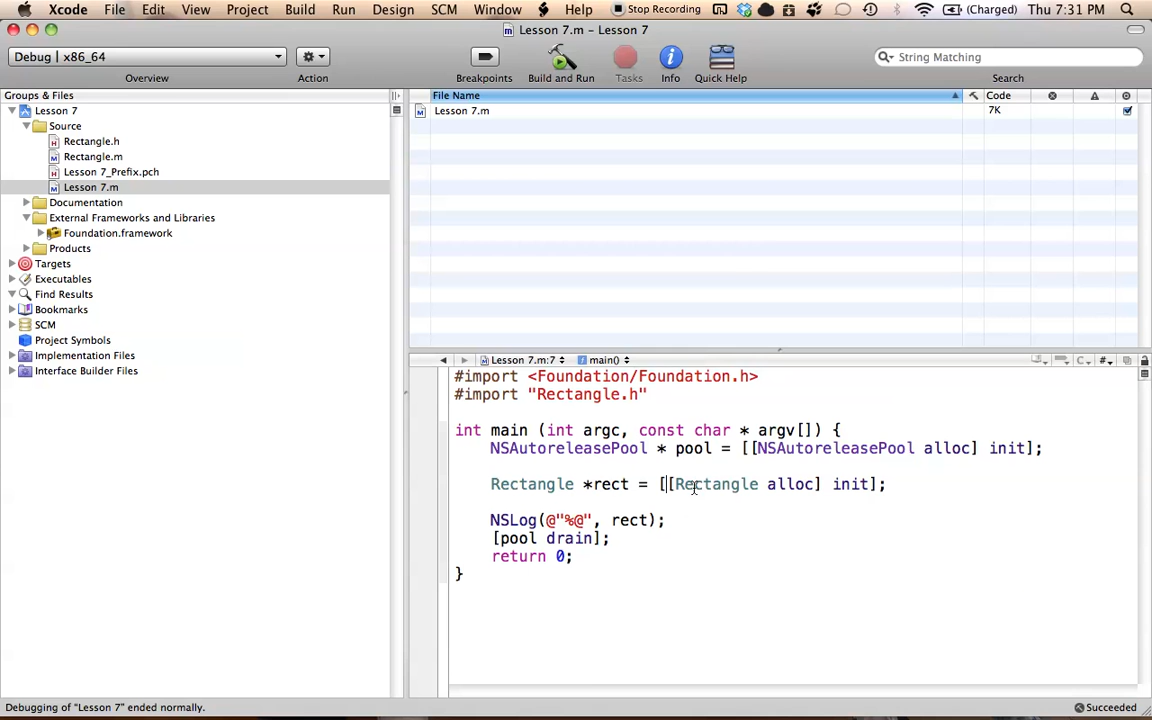 Xcode File Edit View Project Build Run Design SCM Window Help Stop Recording (Charged) Thu 7:31 PM
Lesson 7.m – Lesson 7
Debug | x86_64
String Matching
Overview Action Breakpoints Build and Run Tasks Info Quick Help Search
Groups & Files
File Name Code
Lesson 7
Source
Rectangle.h
Rectangle.m
Lesson 7_Prefix.pch
Lesson 7.m
Documentation
External Frameworks and Libraries
Foundation.framework
Products
Targets
Executables
Find Results
Bookmarks
SCM
Project Symbols
Implementation Files
Interface Builder Files
Lesson 7.m 7K
Lesson 7.m:7 main()
#import <Foundation/Foundation.h>
#import "Rectangle.h"
int main (int argc, const char * argv[]) {
NSAutoreleasePool * pool = [[NSAutoreleasePool alloc] init];
Rectangle *rect = [[Rectangle alloc] init];
NSLog(@"%@", rect);
[pool drain];
return 0;
}
Debugging of "Lesson 7" ended normally. Succeeded